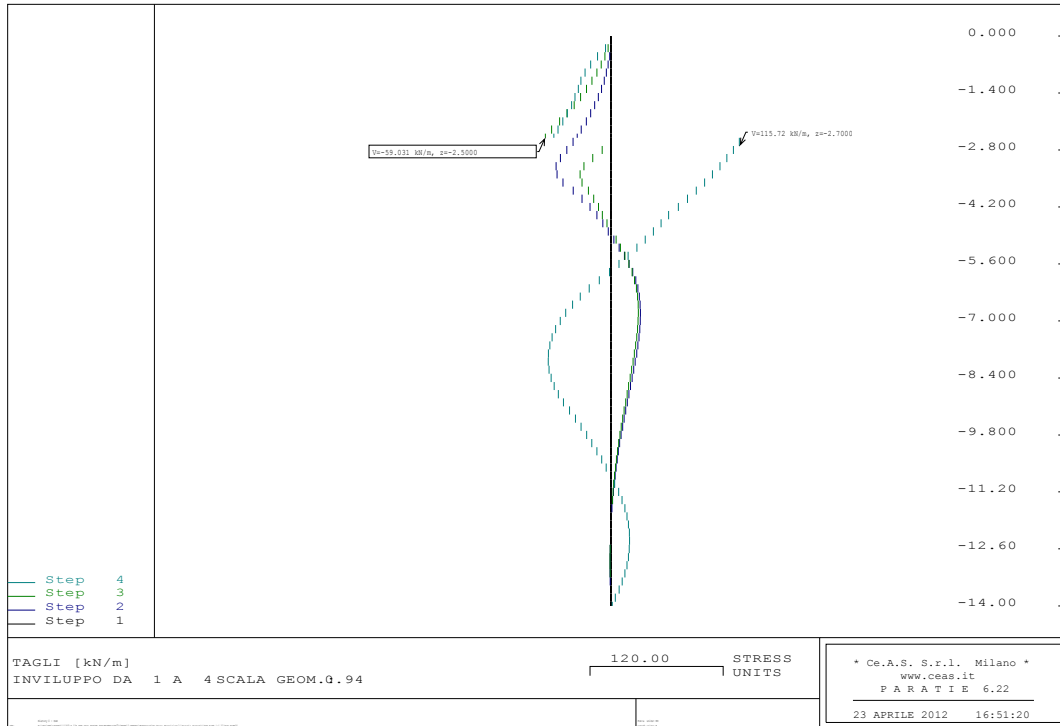 0.000
-1.400
V=115.72 kN/m, z=-2.7000
V=-59.031 kN/m, z=-2.5000
-2.800
-4.200
-5.600
-7.000
-8.400
-9.800
-11.20
-12.60
-14.00
Step 4
Step 3
Step 2
Step 1
TAGLI [kN/m]
INVILUPPO DA 1 A 4 SCALA GEOM.
.94
120.00
STRESS
UNITS
* Ce.A.S. S.r.l. Milano *
www.ceas.it
P A R A T I E 6.22
23 APRILE 2012 16:51:20